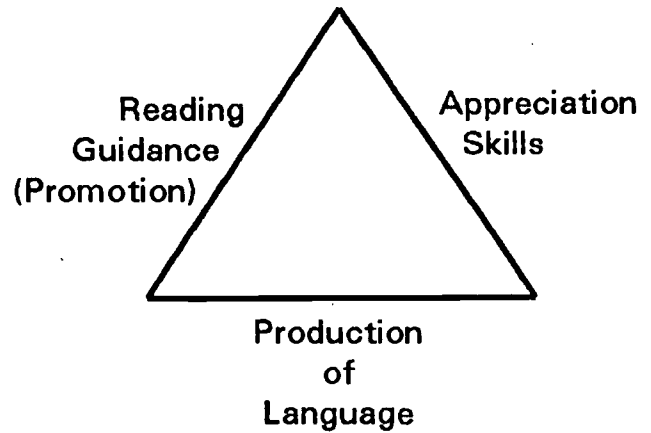 Reading
Guidance
(Promotion)
Appreciation
Skills
Production
of
Language